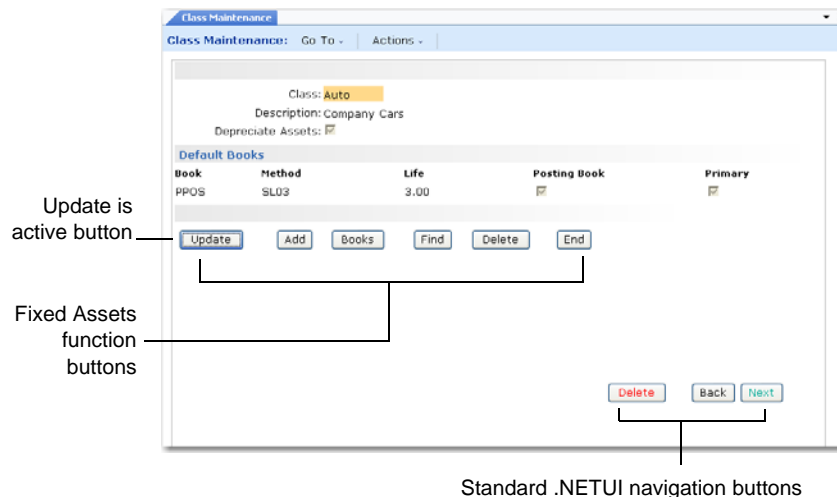 Class Maintenance
Class Maintenance: Go To Actions
Class: Auto
Description: Company Cars
Depreciate Assets:
Default Books
Book Method Life Posting Book Primary
PPOS SL03 3.00
Update is
active button
Update Add Books Find Delete End
Fixed Assets
function
buttons
Delete Back Next
Standard .NETUI navigation buttons